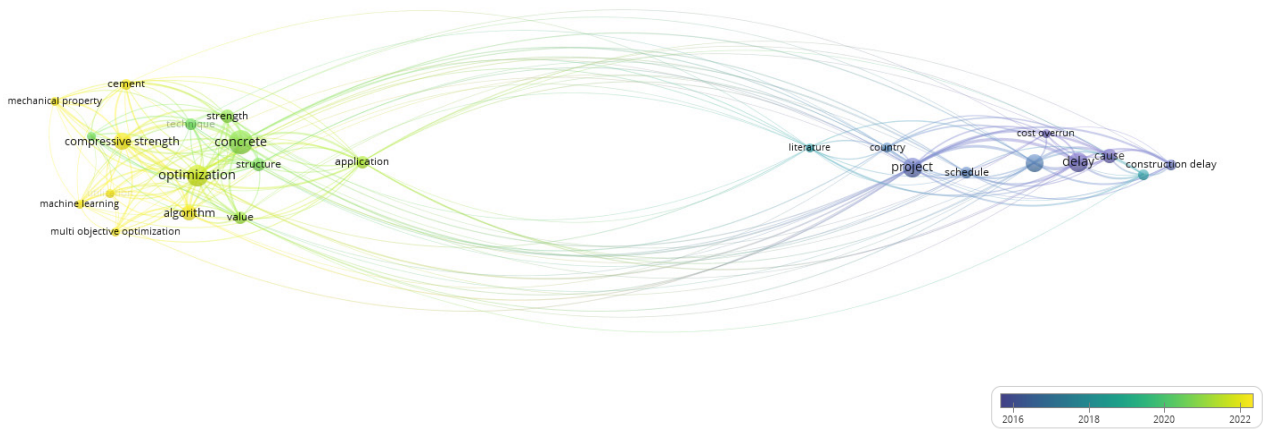 cement
mechanical property
strength
technique
compressive strength
concrete
structure
application
optimization
machine learning
algorithm
value
multi objective optimization
literature
country
project
schedule
cost overrun
delay
cause
construction delay
2016
2018
2020
2022